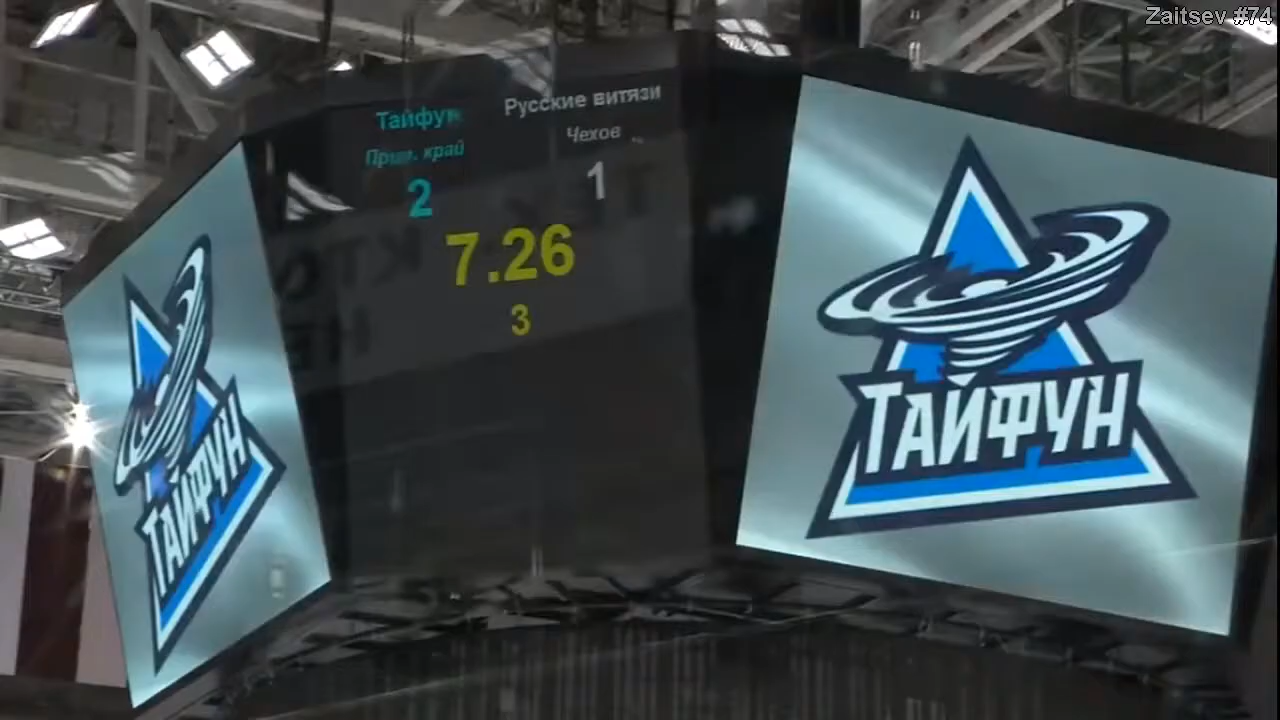 Zaitsev #74
Тайфун
Прим. край
2
Русские витязи
Чехов
1
7.26
3
ТАЙФУН
ТАЙФУН